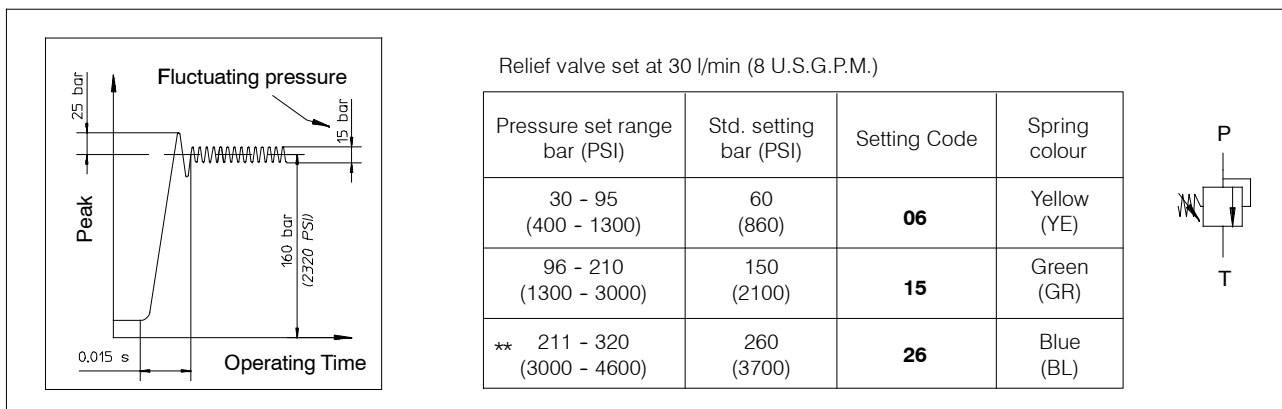 25 bar
Fluctuating pressure
15 bar
Peak
160 bar
(2320 PSI)
0.015 s
Operating Time
Relief valve set at 30 l/min (8 U.S.G.P.M.)
Pressure set range
bar (PSI)
Std. setting
bar (PSI)
Setting Code
Spring
colour
30 - 95
(400 - 1300)
60
(860)
06
Yellow
(YE)
96 - 210
(1300 - 3000)
150
(2100)
15
Green
(GR)
** 211 - 320
(3000 - 4600)
260
(3700)
26
Blue
(BL)
P
T